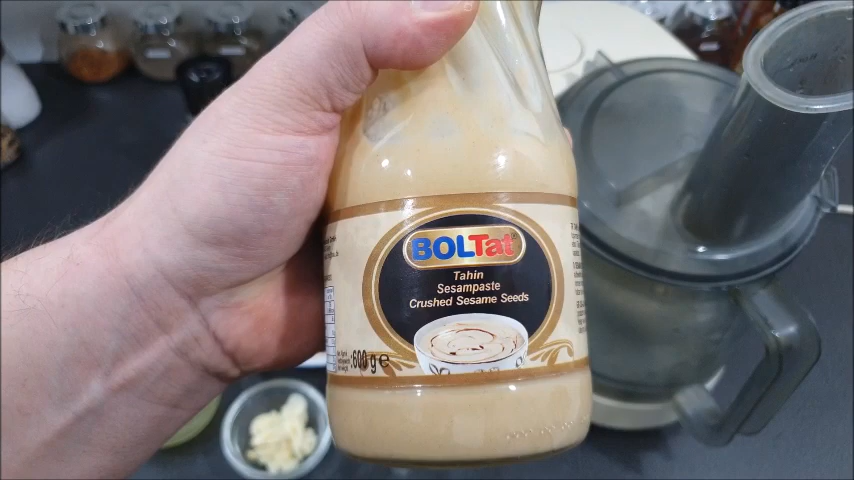 BOLTat
Tahin
Sesampaste
Crushed Sesame Seeds
600 g e